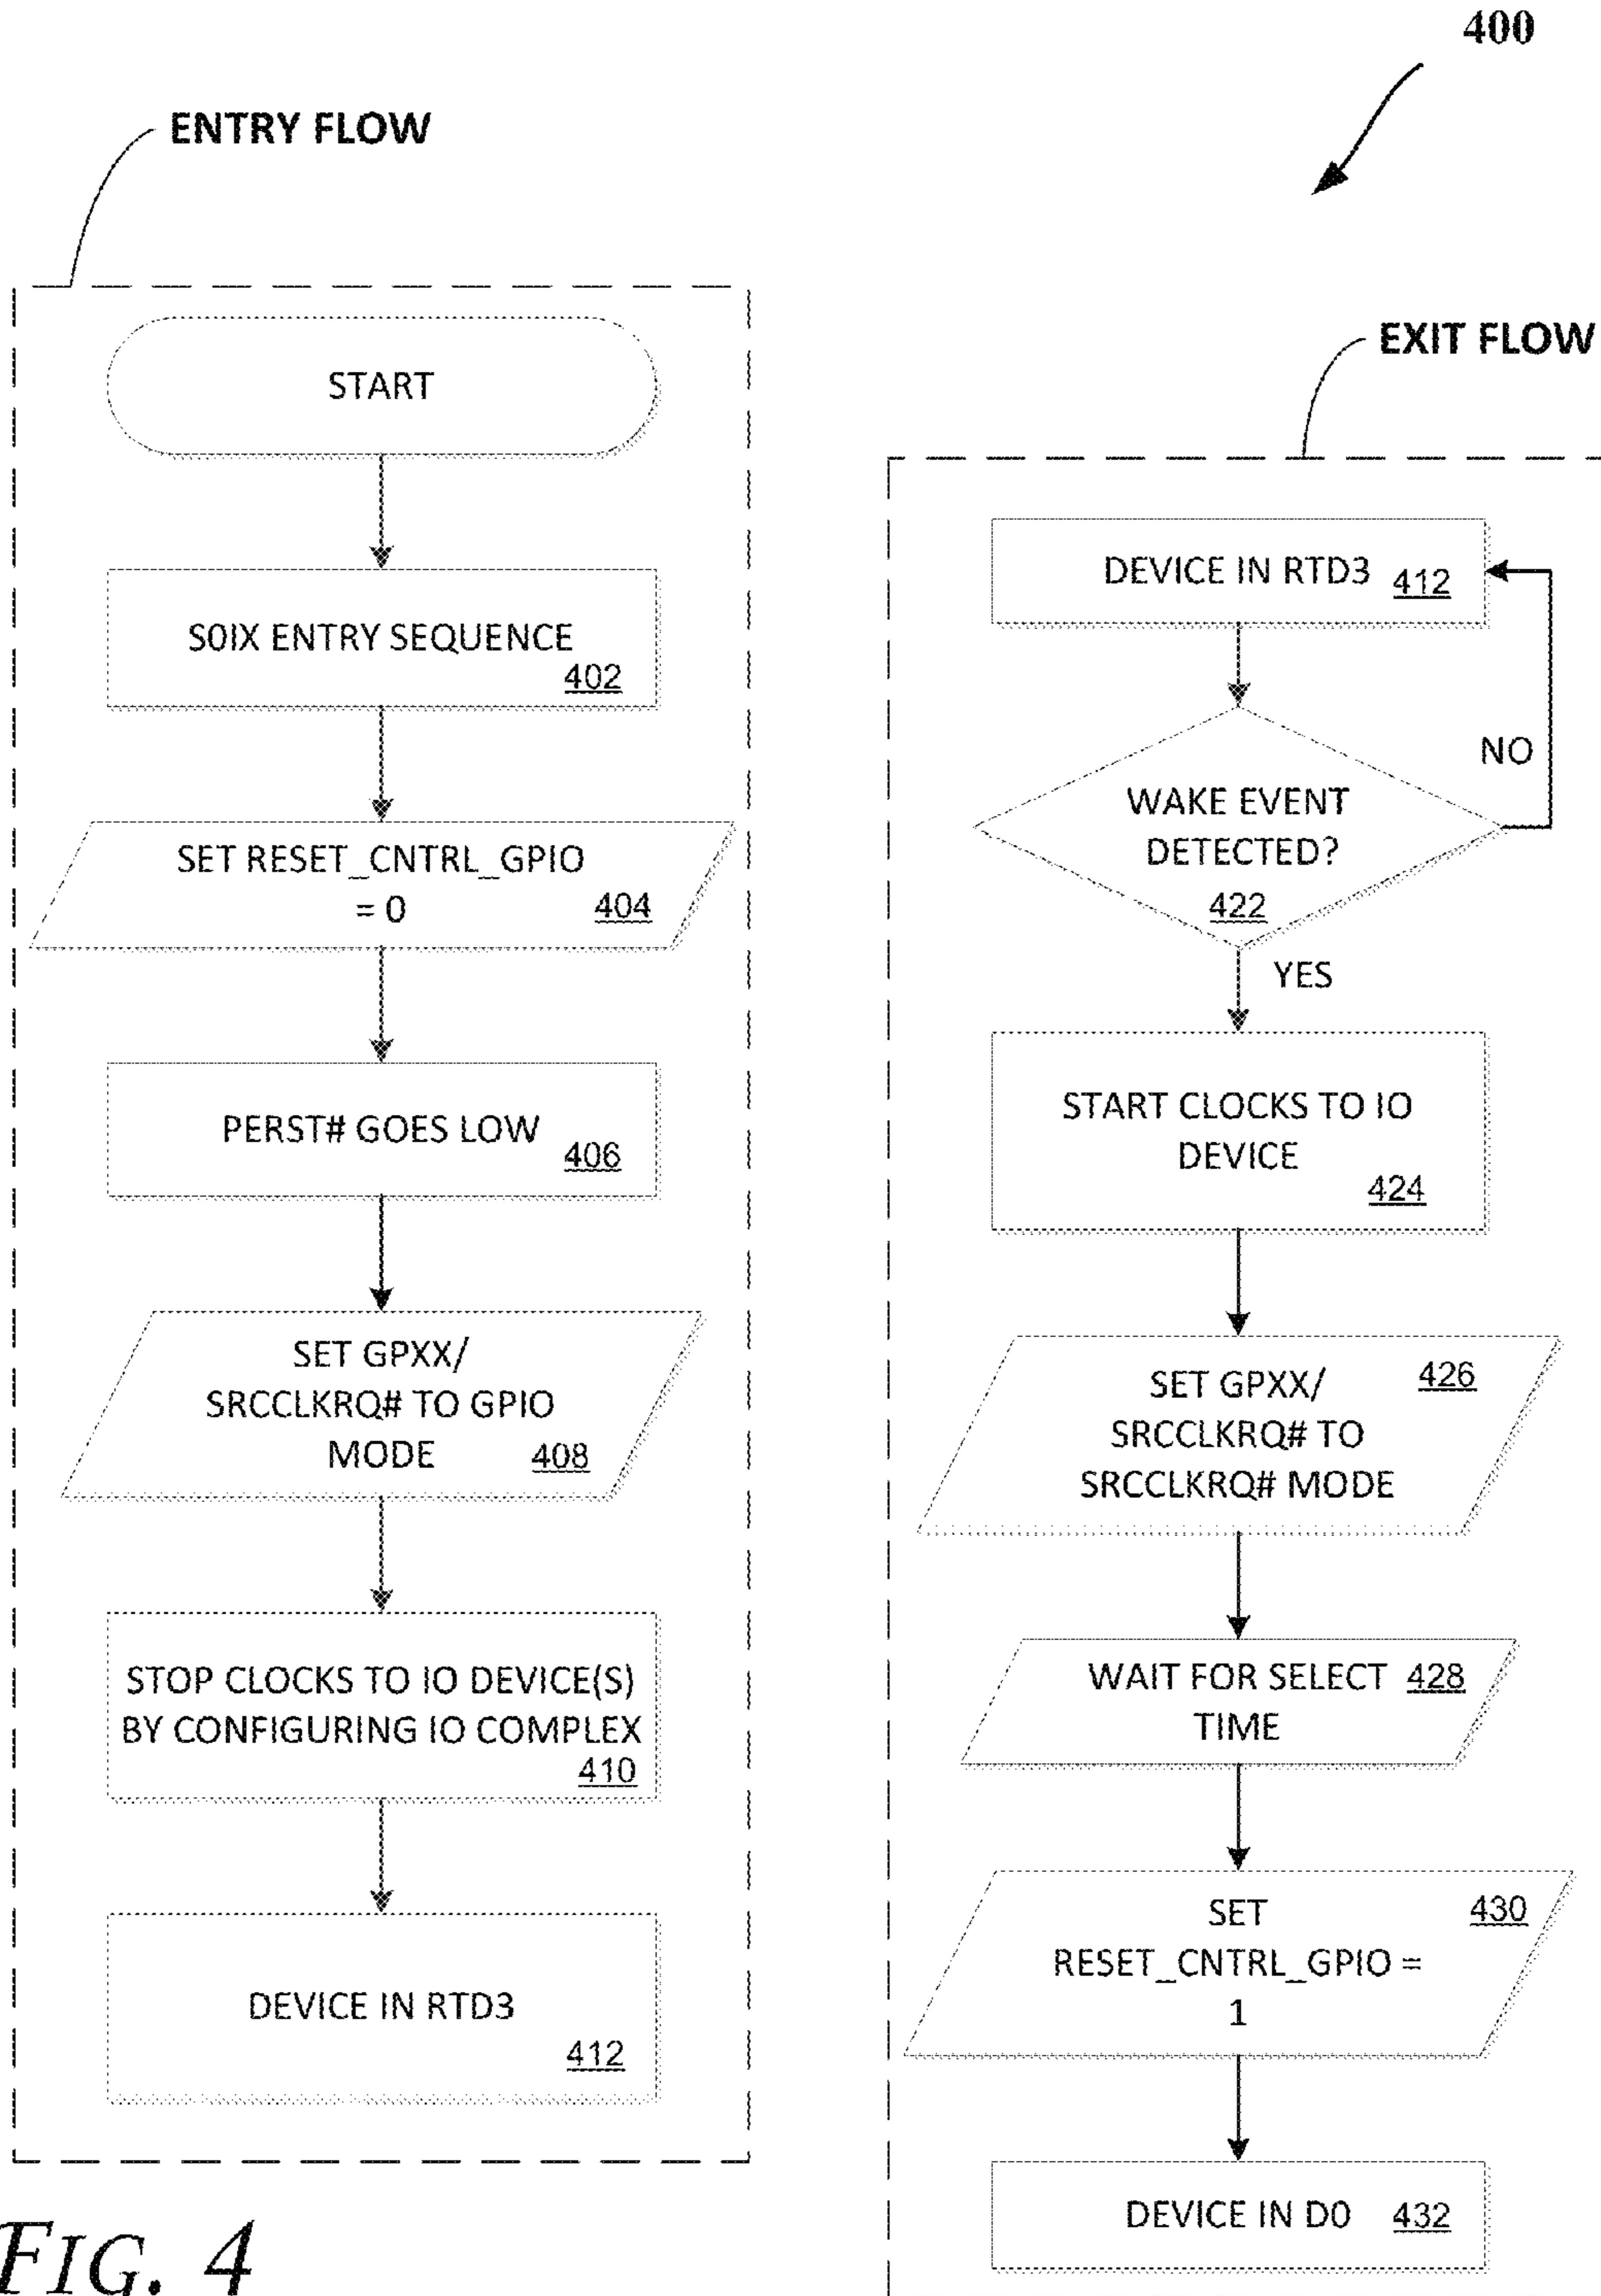 400
ENTRY FLOW
START
S0IX ENTRY SEQUENCE
402
SET RESET_CNTRL_GPIO
= 0
404
PERST# GOES LOW
406
SET GPXX/
SRCCLKRQ# TO GPIO
MODE
408
STOP CLOCKS TO IO DEVICE(S)
BY CONFIGURING IO COMPLEX
410
DEVICE IN RTD3
412
EXIT FLOW
DEVICE IN RTD3 412
NO
WAKE EVENT
DETECTED?
422
YES
START CLOCKS TO IO
DEVICE
424
426
SET GPXX/
SRCCLKRQ# TO
SRCCLKRQ# MODE
WAIT FOR SELECT 428
TIME
SET 430
RESET_CNTRL_GPIO =
1
DEVICE IN D0 432
FIG. 4